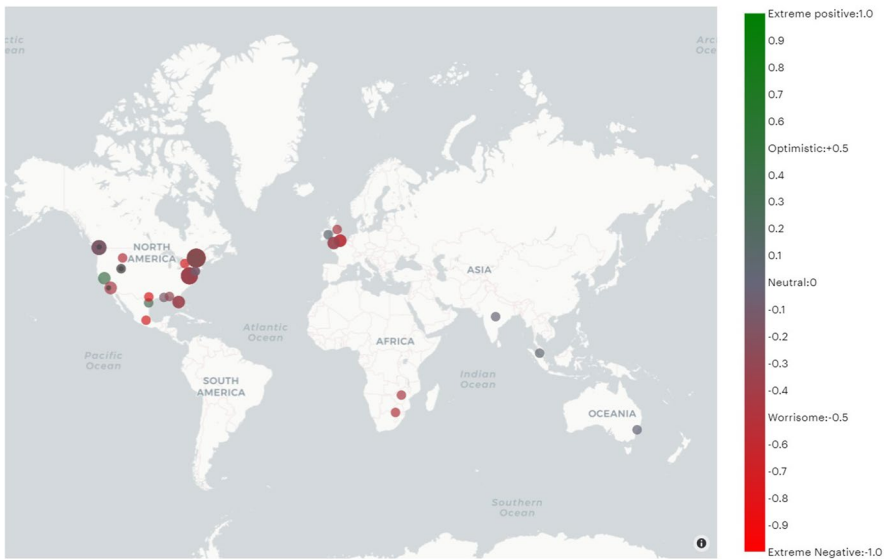 ctic
ean
Arc
Oce
NORTH
AMERICA
ASIA
Atlantic
Ocean
AFRICA
Pacific
Ocean
SOUTH
AMERICA
Indian
Ocean
OCEANIA
Southern
Ocean
i
Extreme positive:1.0
0.9
0.8
0.7
0.6
Optimistic:+0.5
0.4
0.3
0.2
0.1
Neutral:0
-0.1
-0.2
-0.3
-0.4
Worrisome:-0.5
-0.6
-0.7
-0.8
-0.9
Extreme Negative:-1.0